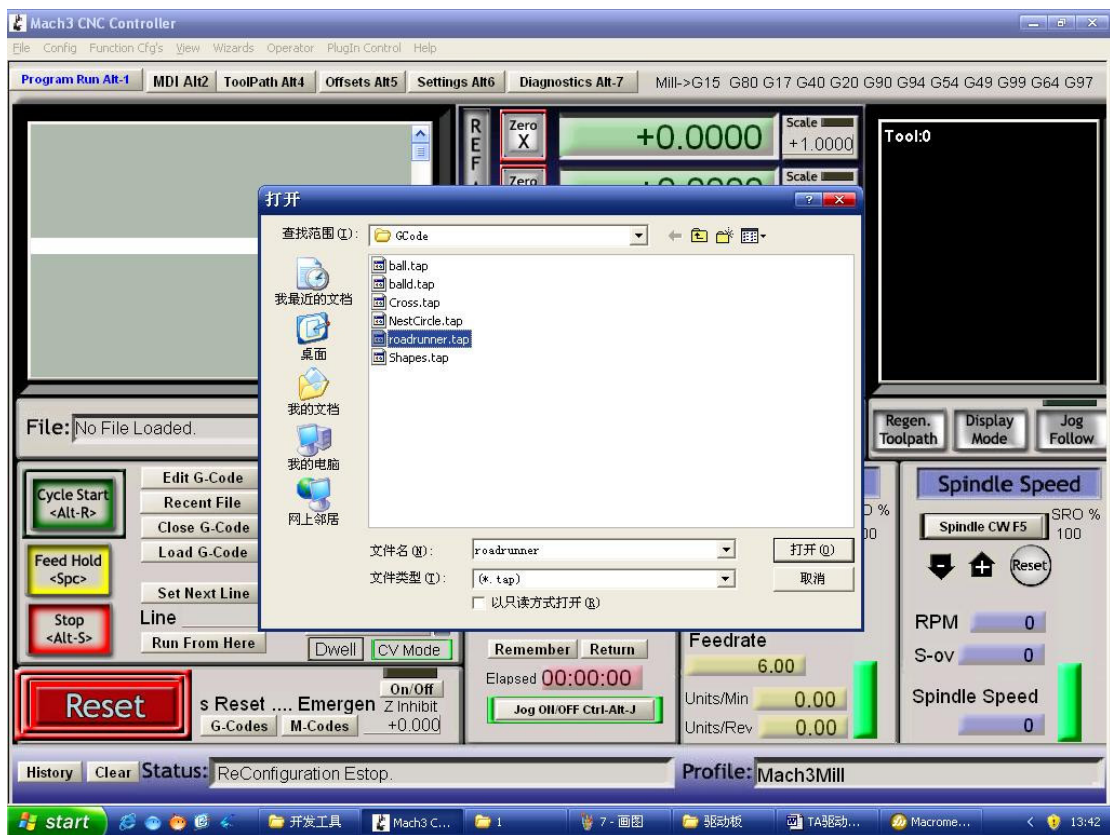 Mach3 CNC Controller
File Config Function Cfg's View Wizards Operator PlugIn Control Help
Program Run Alt-1 MDI Alt2 ToolPath Alt4 Offsets Alt5 Settings Alt6 Diagnostics Alt-7 Mill->G15 G80 G17 G40 G20 G90 G94 G54 G49 G99 G64 G97
REF
Zero X
+0.0000
Scale
+1.0000
Tool:0
Zero
Scale
打开
查找范围(I):
GCode
ball.tap
balld.tap
Cross.tap
NestCircle.tap
roadrunner.tap
Shapes.tap
我最近的文档
桌面
我的文档
我的电脑
网上邻居
文件名(N):
roadrunner
打开(O)
文件类型(T):
(*.tap)
取消
以只读方式打开(R)
File: No File Loaded.
Regen. Toolpath
Display Mode
Jog Follow
Cycle Start <Alt-R>
Feed Hold <Spc>
Stop <Alt-S>
Edit G-Code
Recent File
Close G-Code
Load G-Code
Set Next Line
Line
Run From Here
Dwell
CV Mode
Spindle Speed
Spindle CW F5
SRO %
100
Reset
RPM 0
S-ov 0
Spindle Speed
0
Remember Return
Elapsed 00:00:00
Jog ON/OFF Ctrl-Alt-J
Feedrate
6.00
Units/Min 0.00
Units/Rev 0.00
Reset
s Reset .... Emergen
G-Codes M-Codes
On/Off
Z Inhibit
+0.000
History Clear Status: ReConfiguration Estop.
Profile: Mach3Mill
start 开发工具 Mach3 C... 1 7 - 画图 驱动板 TA驱动... Macrome... 13:42